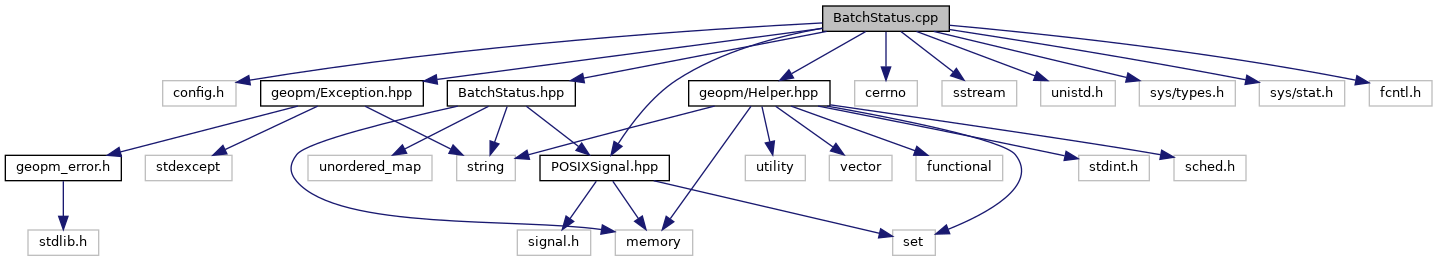 BatchStatus.cpp
config.h
geopm/Exception.hpp
BatchStatus.hpp
geopm/Helper.hpp
cerrno
sstream
unistd.h
sys/types.h
sys/stat.h
fcntl.h
geopm_error.h
stdexcept
unordered_map
string
POSIXSignal.hpp
utility
vector
functional
stdint.h
sched.h
stdlib.h
signal.h
memory
set